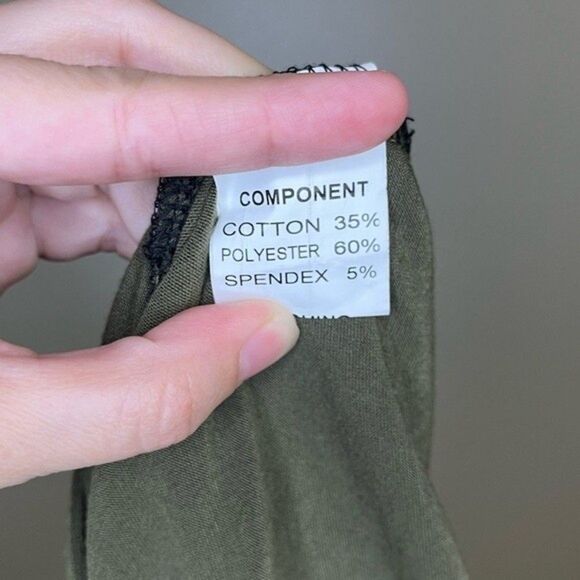 COMPONENT
COTTON 35%
POLYESTER 60%
SPENDEX 5%